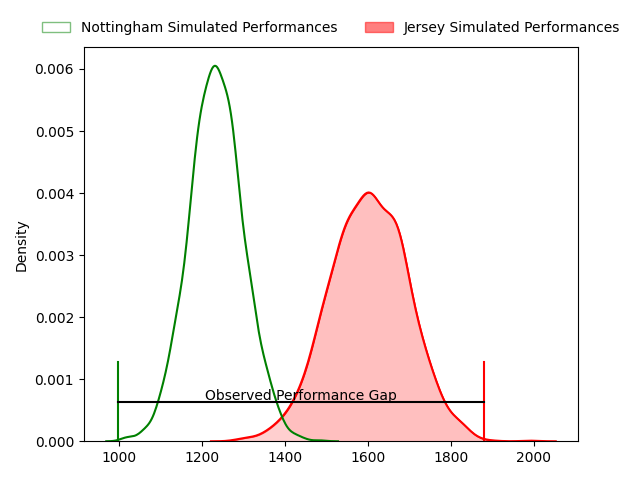 Nottingham Simulated Performances
Jersey Simulated Performances
0.006
0.005
0.004
0.003
0.002
0.001
0.000
Density
Observed Performance Gap
1000 1200 1400 1600 1800 2000